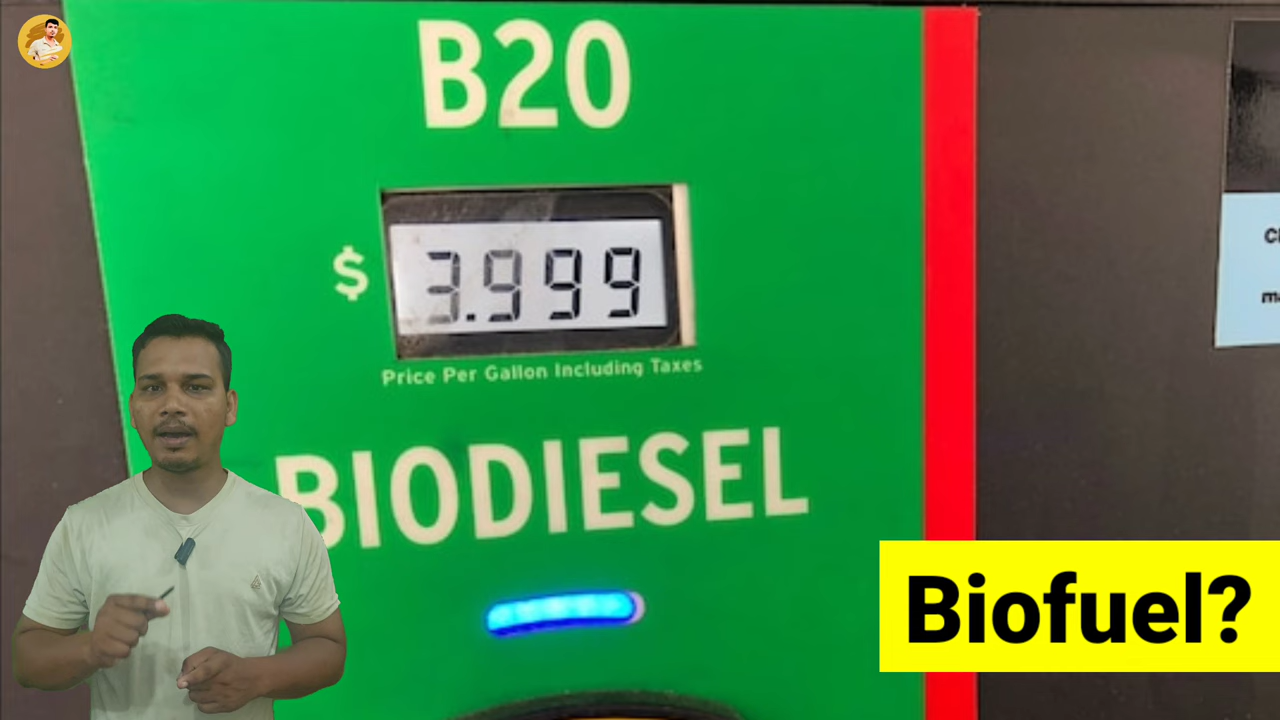 B20
$ 3.999
Price Per Gallon Including Taxes
BIODIESEL
Biofuel?